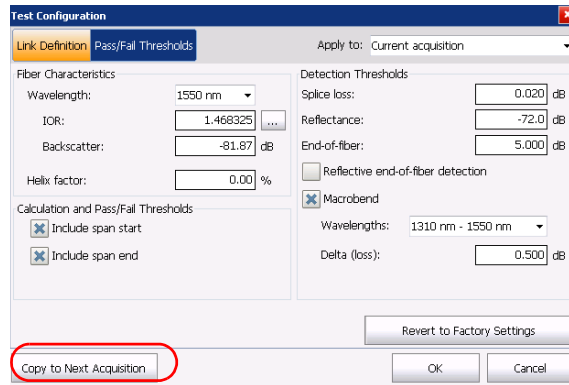 Test Configuration
Link Definition Pass/Fail Thresholds
Apply to: Current acquisition
Fiber Characteristics
Wavelength: 1550 nm
IOR: 1.468325 ...
Backscatter: -81.87 dB
Helix factor: 0.00 %
Calculation and Pass/Fail Thresholds
Include span start
Include span end
Detection Thresholds
Splice loss: 0.020 dB
Reflectance: -72.0 dB
End-of-fiber: 5.000 dB
Reflective end-of-fiber detection
Macrobend
Wavelengths: 1310 nm - 1550 nm
Delta (loss): 0.500 dB
Revert to Factory Settings
Copy to Next Acquisition
OK
Cancel